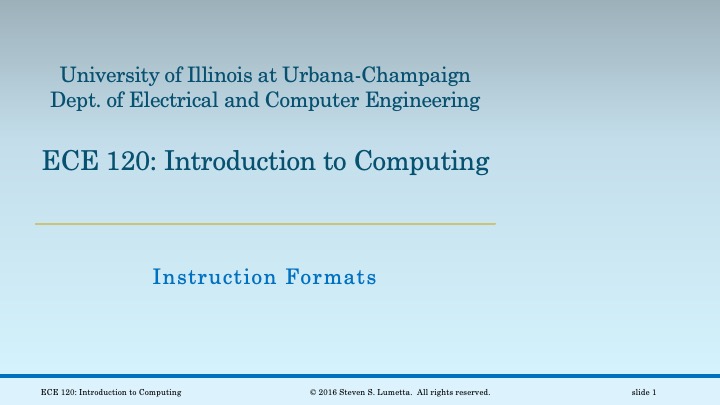 University of Illinois at Urbana-Champaign
Dept. of Electrical and Computer Engineering
ECE 120: Introduction to Computing
Instruction Formats
ECE 120: Introduction to Computing
© 2016 Steven S. Lumetta.  All rights reserved.
slide 1